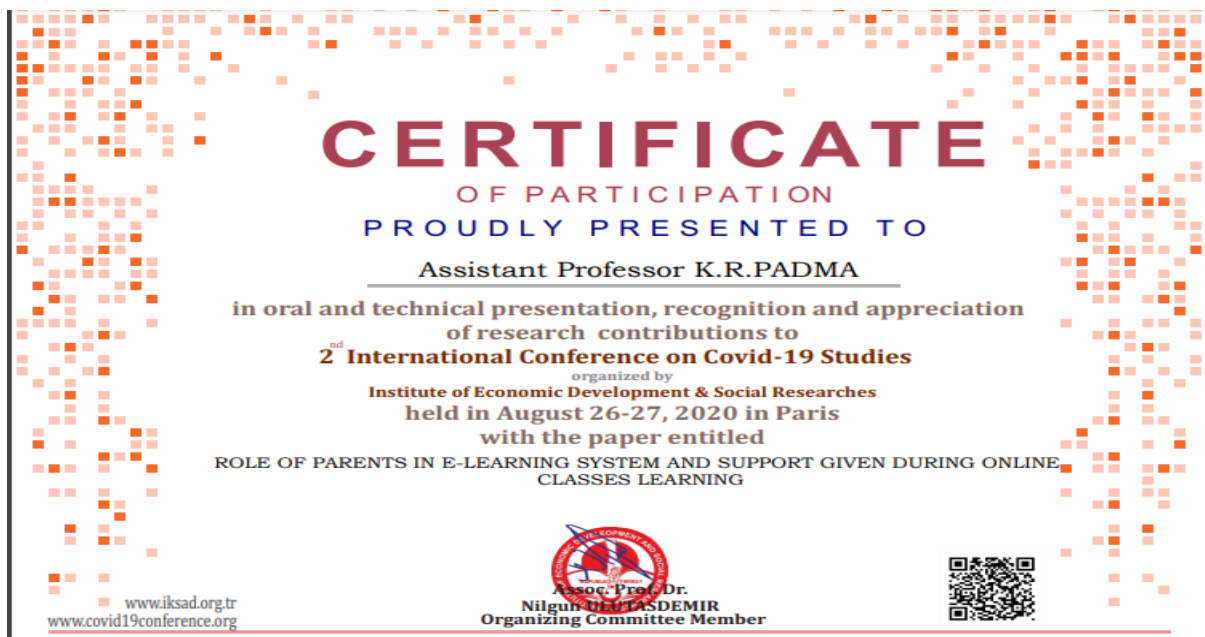 CERTIFICATE
OF PARTICIPATION
PROUDLY PRESENTED TO
Assistant Professor K.R.PADMA
in oral and technical presentation, recognition and appreciation
of research contributions to
2nd International Conference on Covid-19 Studies
organized by
Institute of Economic Development & Social Researches
held in August 26-27, 2020 in Paris
with the paper entitled
ROLE OF PARENTS IN E-LEARNING SYSTEM AND SUPPORT GIVEN DURING ONLINE
CLASSES LEARNING
Assoc. Prof. Dr.
Nilgun ULUTASDEMIR
Organizing Committee Member
www.iksad.org.tr
www.covid19conference.org